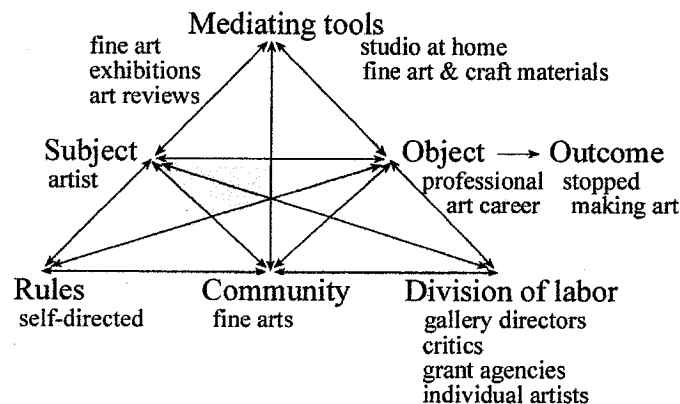 Mediating tools
fine art
exhibitions
art reviews
studio at home
fine art & craft materials
Subject
artist
Object
professional
art career
Outcome
stopped
making art
Rules
self-directed
Community
fine arts
Division of labor
gallery directors
critics
grant agencies
individual artists